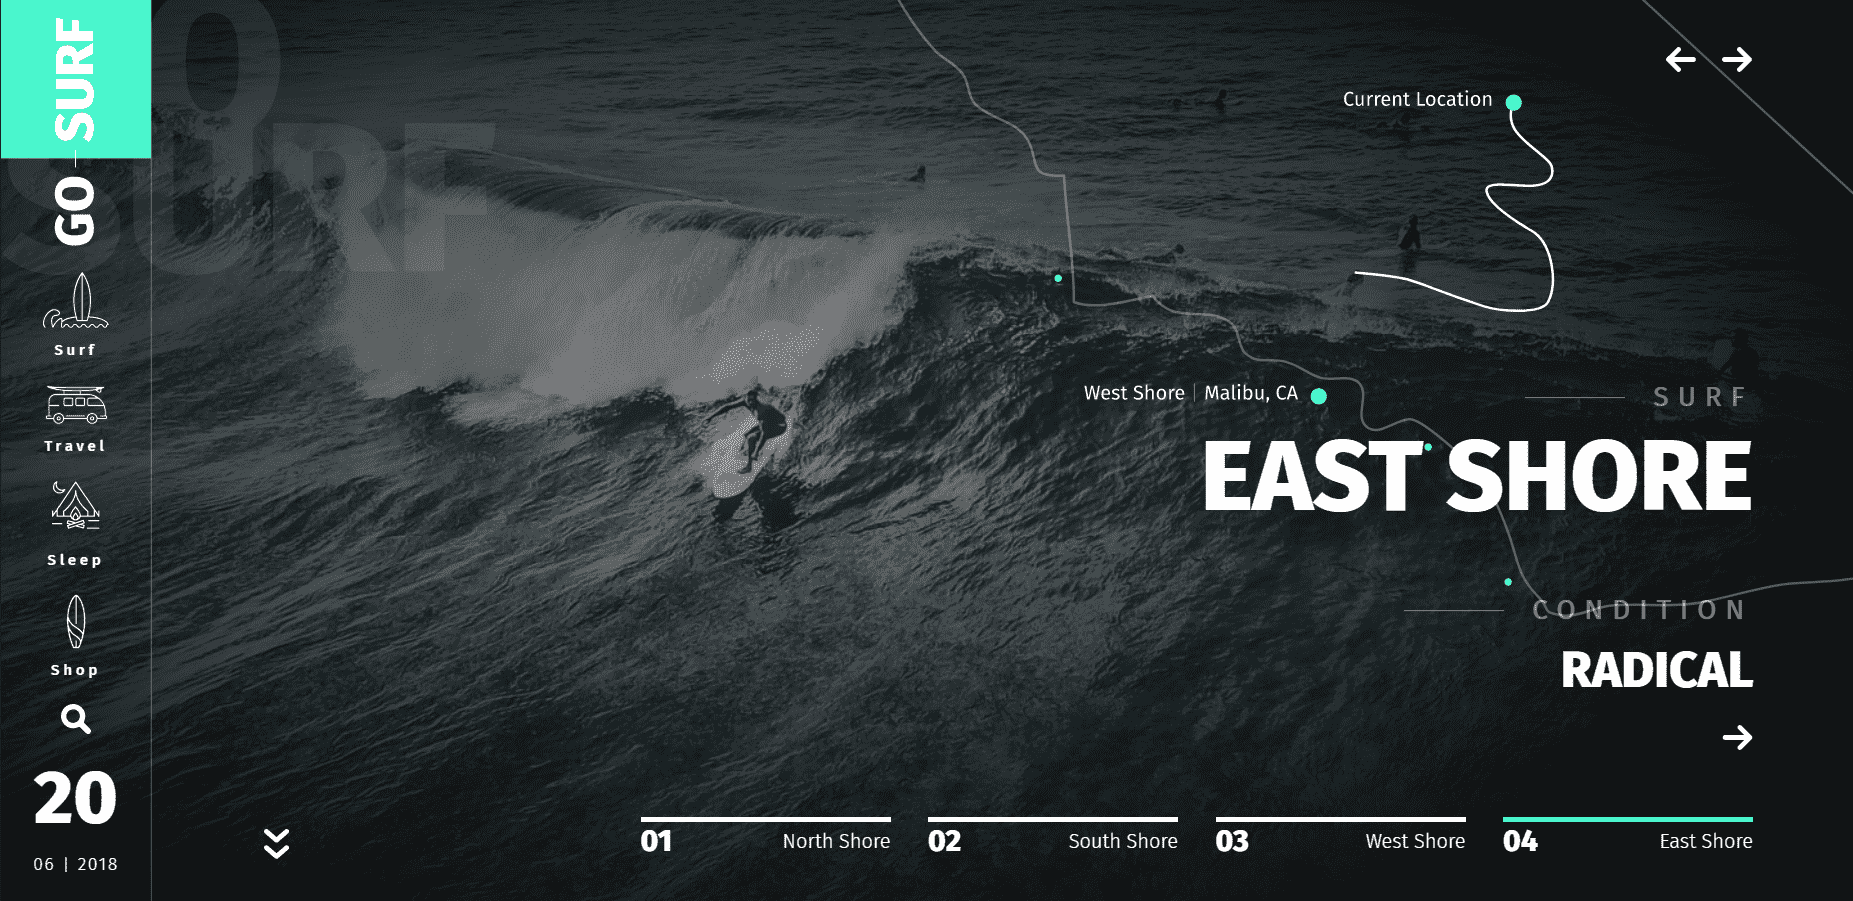 GO — SURF
Surf
Travel
Sleep
Shop
20
06 | 2018
O
SURF
Current Location
West Shore | Malibu, CA
SURF
EAST SHORE
CONDITION
RADICAL
01 North Shore
02 South Shore
03 West Shore
04 East Shore